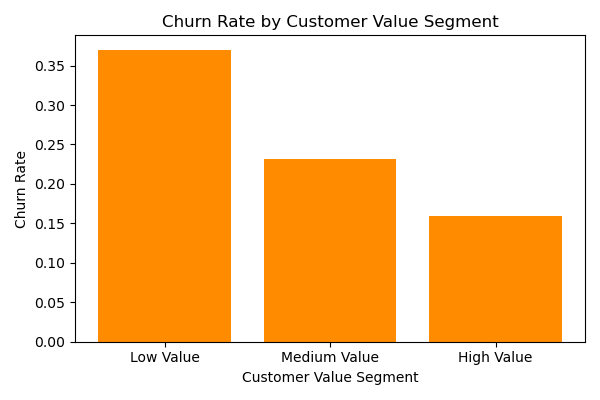 Churn Rate by Customer Value Segment
Churn Rate
0.35
0.30
0.25
0.20
0.15
0.10
0.05
0.00
Low Value
Medium Value
High Value
Customer Value Segment